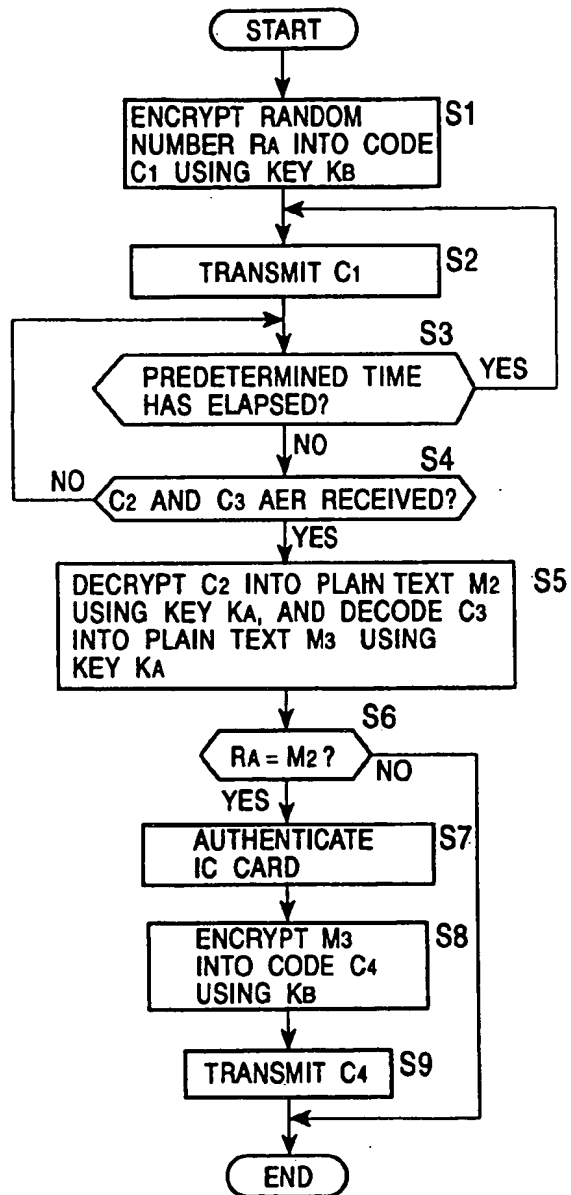 START
ENCRYPT RANDOM
NUMBER RA INTO CODE
C1 USING KEY KB
S1
TRANSMIT C1
S2
S3
PREDETERMINED TIME
HAS ELAPSED?
YES
NO
S4
NO
C2 AND C3 AER RECEIVED?
YES
DECRYPT C2 INTO PLAIN TEXT M2
USING KEY KA, AND DECODE C3
INTO PLAIN TEXT M3 USING
KEY KA
S5
S6
RA = M2 ?
NO
YES
AUTHENTICATE
IC CARD
S7
ENCRYPT M3
INTO CODE C4
USING KB
S8
TRANSMIT C4
S9
END